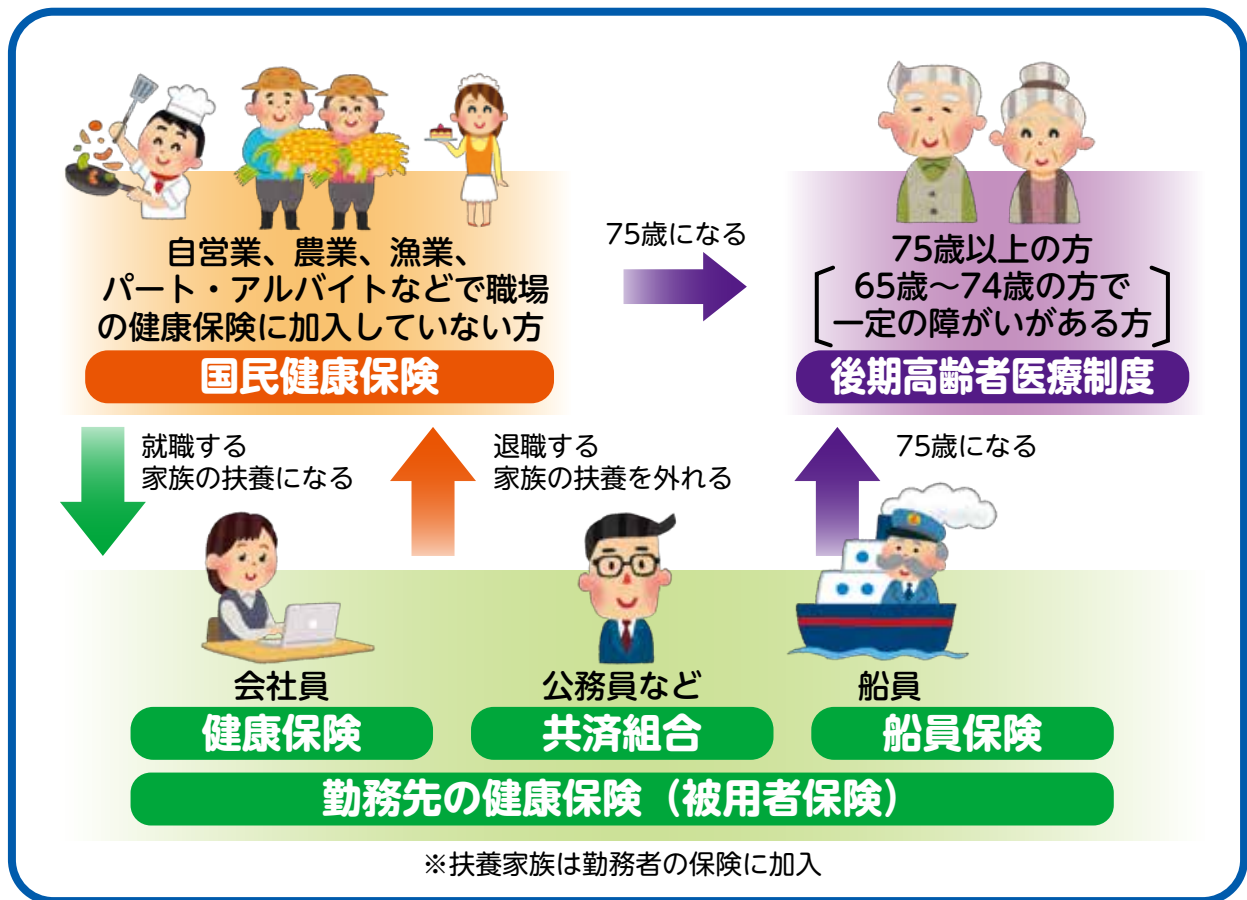 自営業、農業、漁業、
パート・アルバイトなどで職場
の健康保険に加入していない方
国民健康保険
75歳になる
75歳以上の方
65歳～74歳の方で
一定の障がいがある方
後期高齢者医療制度
就職する
家族の扶養になる
退職する
家族の扶養を外れる
75歳になる
会社員
健康保険
公務員など
共済組合
船員
船員保険
勤務先の健康保険（被用者保険）
※扶養家族は勤務者の保険に加入